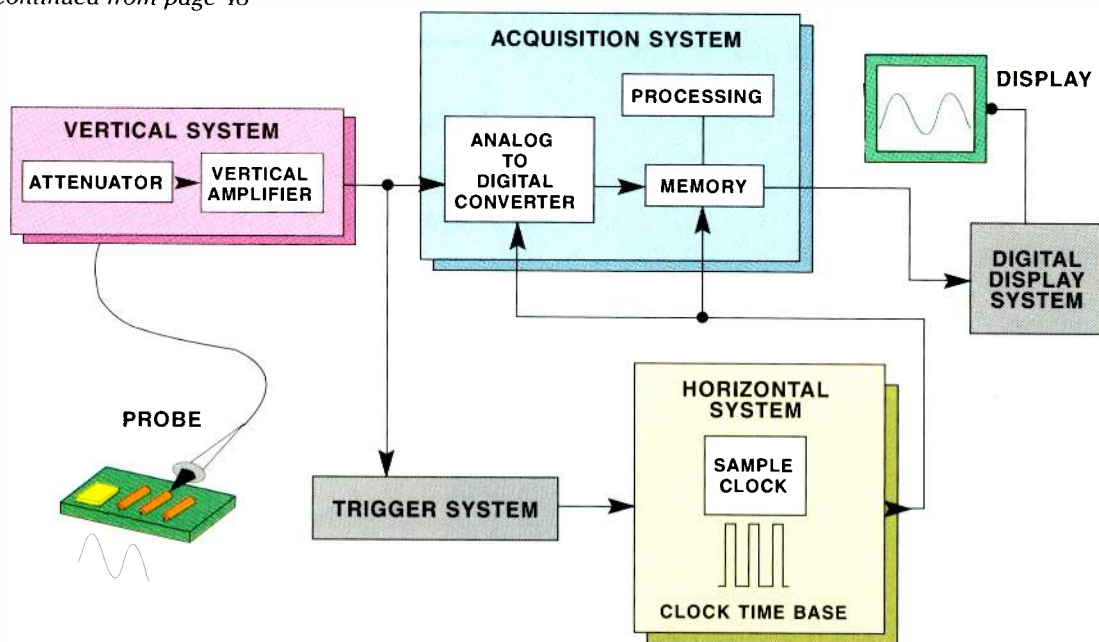 continued from page 48
ACQUISITION SYSTEM
PROCESSING
ANALOG
TO
DIGITAL
CONVERTER
MEMORY
DISPLAY
VERTICAL SYSTEM
ATTENUATOR
VERTICAL
AMPLIFIER
DIGITAL
DISPLAY
SYSTEM
PROBE
TRIGGER SYSTEM
HORIZONTAL
SYSTEM
SAMPLE
CLOCK
CLOCK TIME BASE